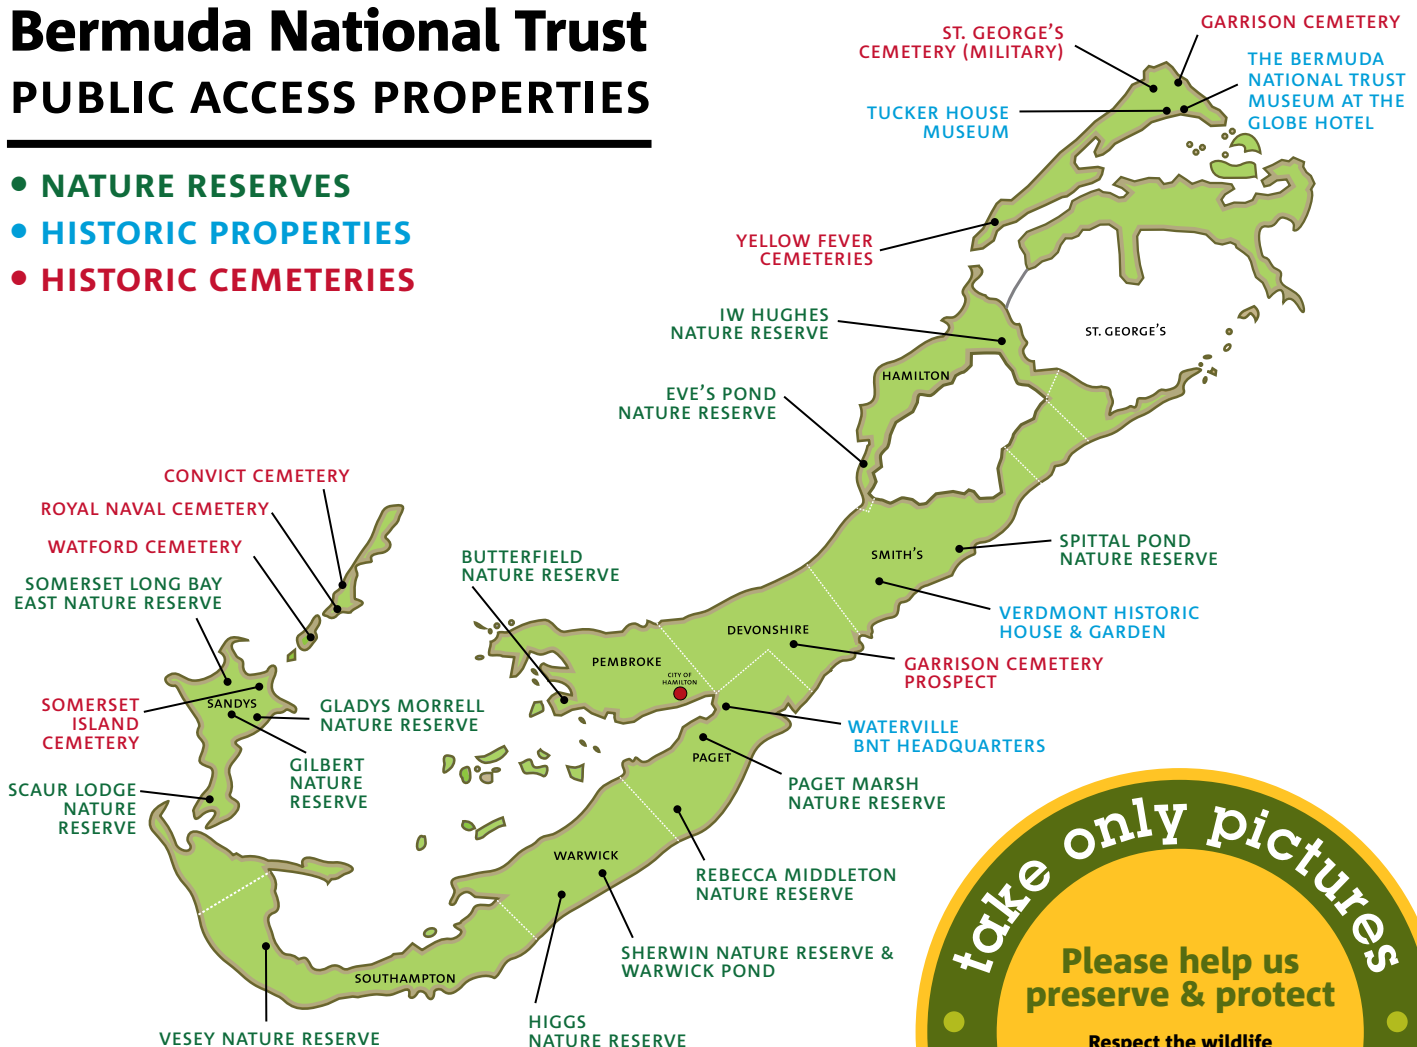 Bermuda National Trust
PUBLIC ACCESS PROPERTIES
• NATURE RESERVES
• HISTORIC PROPERTIES
• HISTORIC CEMETERIES
ST. GEORGE'S
CEMETERY (MILITARY)
GARRISON CEMETERY
THE BERMUDA
NATIONAL TRUST
MUSEUM AT THE
GLOBE HOTEL
TUCKER HOUSE
MUSEUM
YELLOW FEVER
CEMETERIES
IW HUGHES
NATURE RESERVE
ST. GEORGE'S
HAMILTON
EVE'S POND
NATURE RESERVE
CONVICT CEMETERY
ROYAL NAVAL CEMETERY
WATFORD CEMETERY
SOMERSET LONG BAY
EAST NATURE RESERVE
BUTTERFIELD
NATURE RESERVE
SMITH'S
SPITTAL POND
NATURE RESERVE
VERDMONT HISTORIC
HOUSE & GARDEN
DEVONSHIRE
GARRISON CEMETERY
PROSPECT
PEMBROKE
CITY OF
HAMILTON
SANDYS
SOMERSET
ISLAND
CEMETERY
GLADYS MORRELL
NATURE RESERVE
GILBERT
NATURE
RESERVE
WATERVILLE
BNT HEADQUARTERS
PAGET
PAGET MARSH
NATURE RESERVE
SCAUR LODGE
NATURE
RESERVE
WARWICK
REBECCA MIDDLETON
NATURE RESERVE
SHERWIN NATURE RESERVE &
WARWICK POND
SOUTHAMPTON
HIGGS
NATURE RESERVE
VESEY NATURE RESERVE
take only pictures
Please help us
preserve & protect
Respect the wildlife